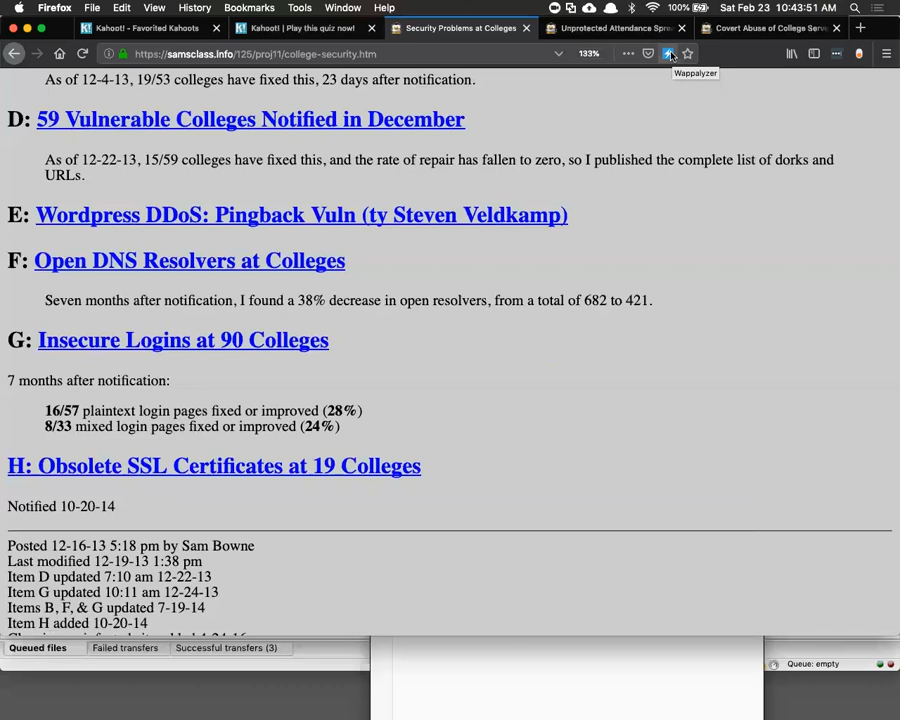 Firefox File Edit View History Bookmarks Tools Window Help 100% Sat Feb 23 10:43:51 AM
Kahoot! - Favorited Kahoots Kahoot! | Play this quiz now! Security Problems at Colleges Unprotected Attendance Spre Covert Abuse of College Serve
https://samsclass.info/125/proj11/college-security.htm 133%
Wappalyzer
As of 12-4-13, 19/53 colleges have fixed this, 23 days after notification.
D: 59 Vulnerable Colleges Notified in December
As of 12-22-13, 15/59 colleges have fixed this, and the rate of repair has fallen to zero, so I published the complete list of dorks and
URLs.
E: Wordpress DDoS: Pingback Vuln (ty Steven Veldkamp)
F: Open DNS Resolvers at Colleges
Seven months after notification, I found a 38% decrease in open resolvers, from a total of 682 to 421.
G: Insecure Logins at 90 Colleges
7 months after notification:
16/57 plaintext login pages fixed or improved (28%)
8/33 mixed login pages fixed or improved (24%)
H: Obsolete SSL Certificates at 19 Colleges
Notified 10-20-14
Posted 12-16-13 5:18 pm by Sam Bowne
Last modified 12-19-13 1:38 pm
Item D updated 7:10 am 12-22-13
Item G updated 10:11 am 12-24-13
Items B, F, & G updated 7-19-14
Item H added 10-20-14
Queued files Failed transfers Successful transfers (3) Queue: empty